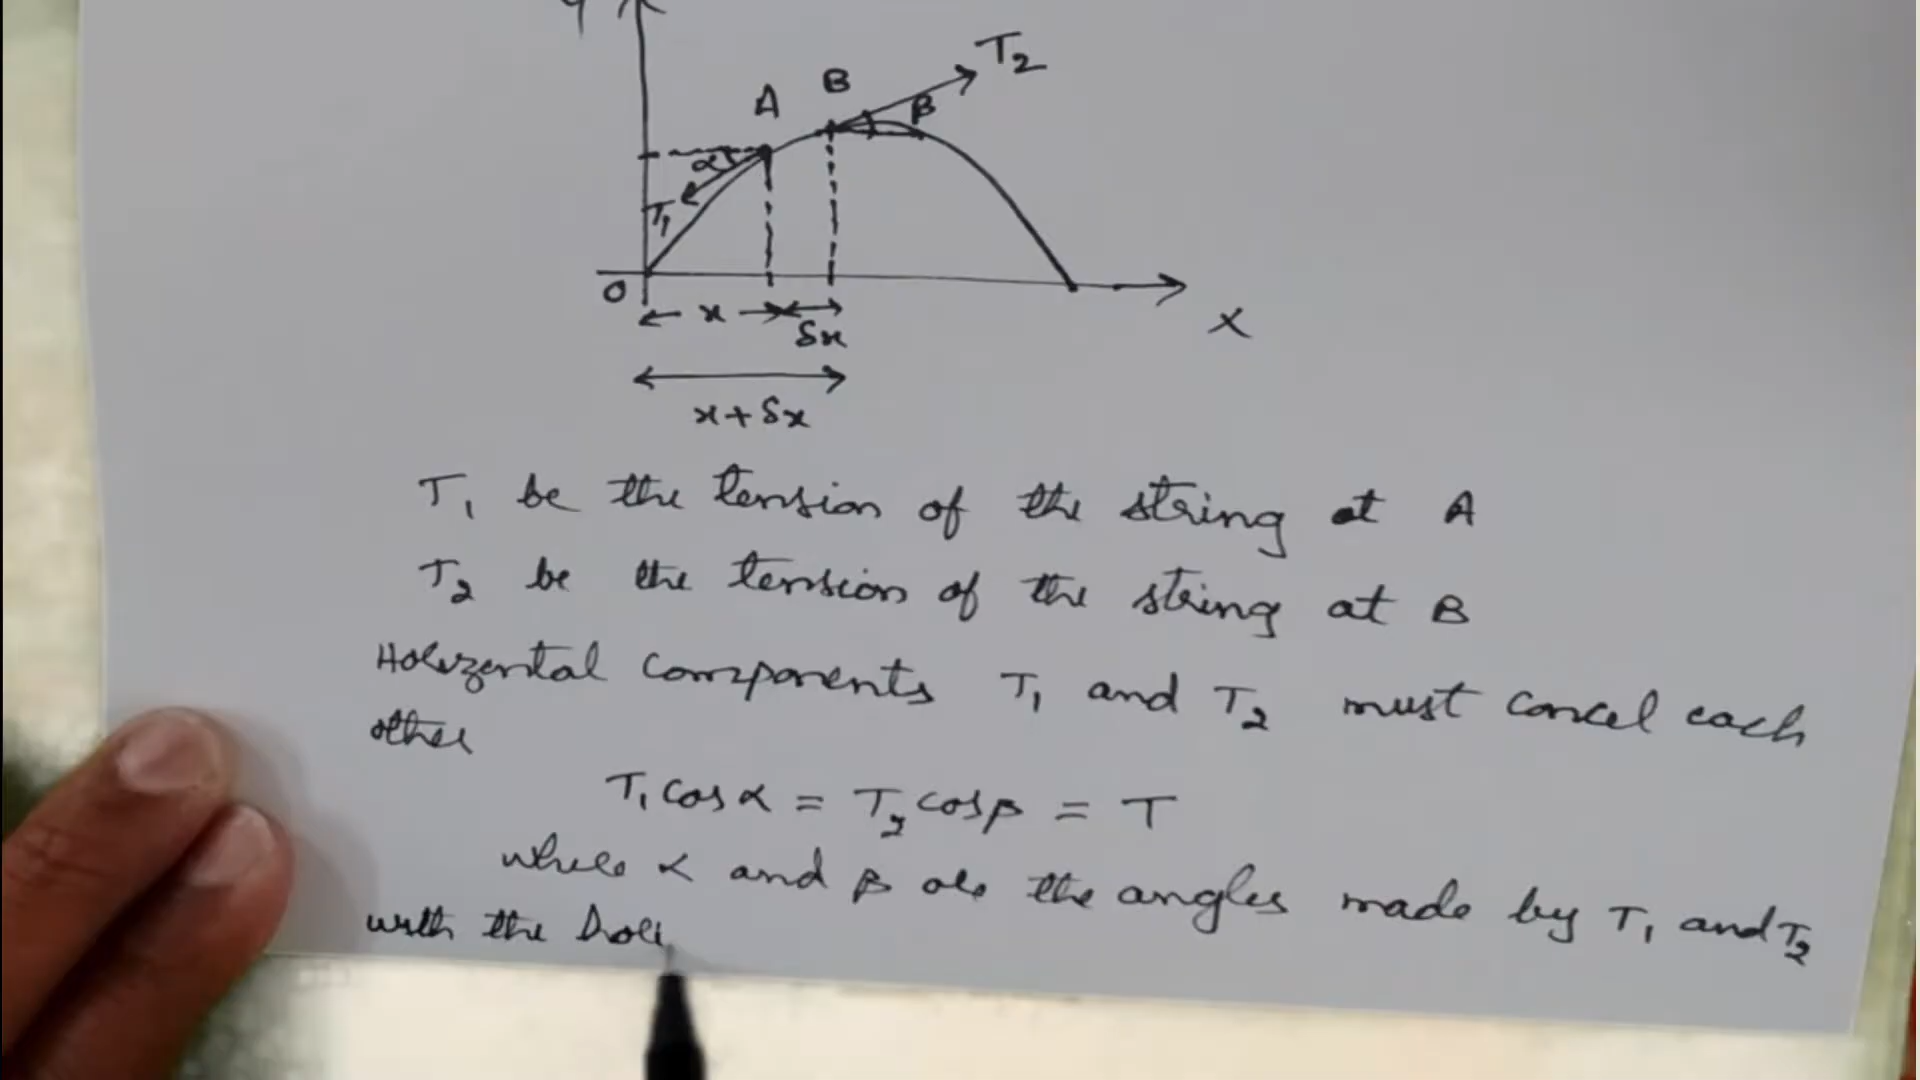 Y
T₂
B
A
β
α
T₁
O
x
δx
X
x + δx
T₁ be the tension of the string at A
T₂ be the tension of the string at B
Horizental components T₁ and T₂ must cancel each
other
T₁ cos α = T₂ cos β = T
where α and β are the angles made by T₁ and T₂
with the hori